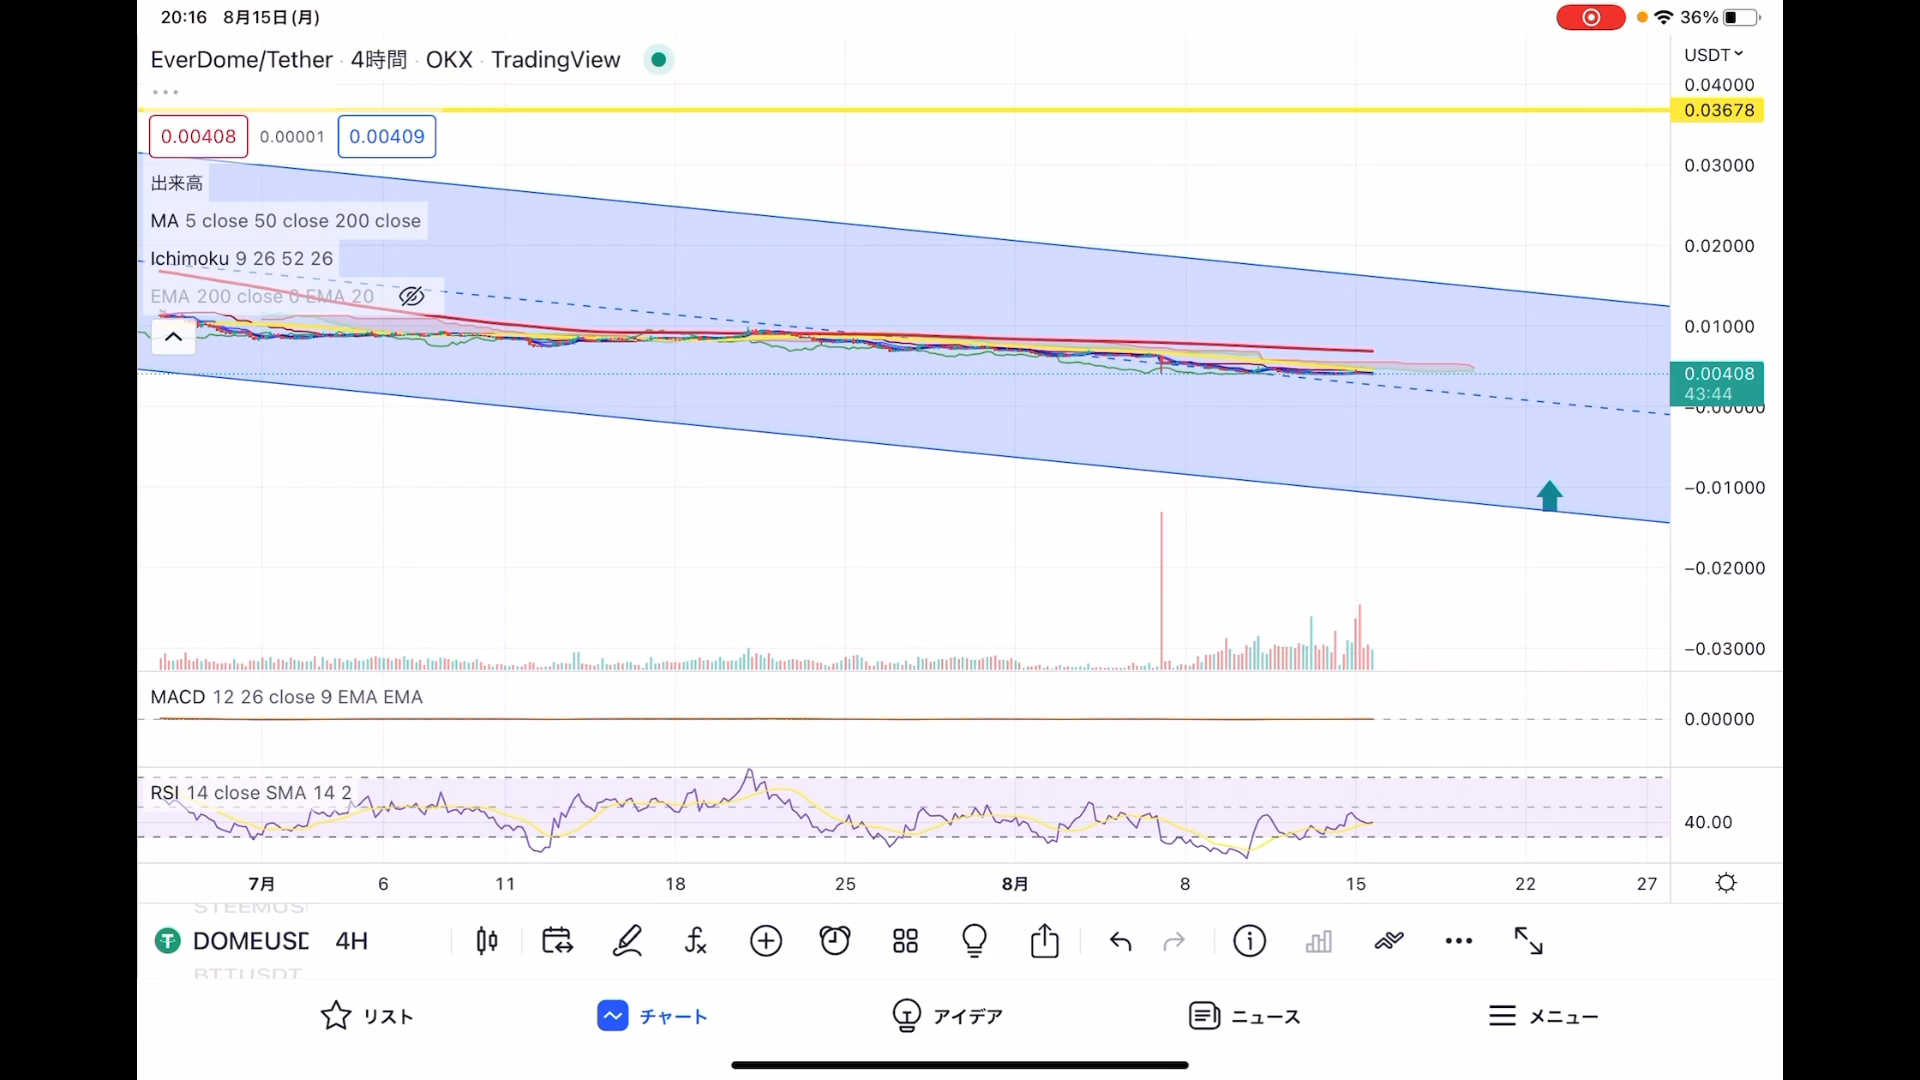 20:16 8月15日(月)
36%
EverDome/Tether · 4時間 · OKX · TradingView
USDT
0.04000
0.03678
0.00408 0.00001 0.00409
0.03000
出来高
MA 5 close 50 close 200 close
0.02000
Ichimoku 9 26 52 26
EMA 200 close 0 EMA 20
0.01000
0.00408
43:44
−0.00000
−0.01000
−0.02000
−0.03000
MACD 12 26 close 9 EMA EMA
0.00000
RSI 14 close SMA 14 2
40.00
7月 6 11 18 25 8月 8 15 22 27
DOMEUSD 4H
BTTUSDT
リスト チャート アイデア ニュース メニュー